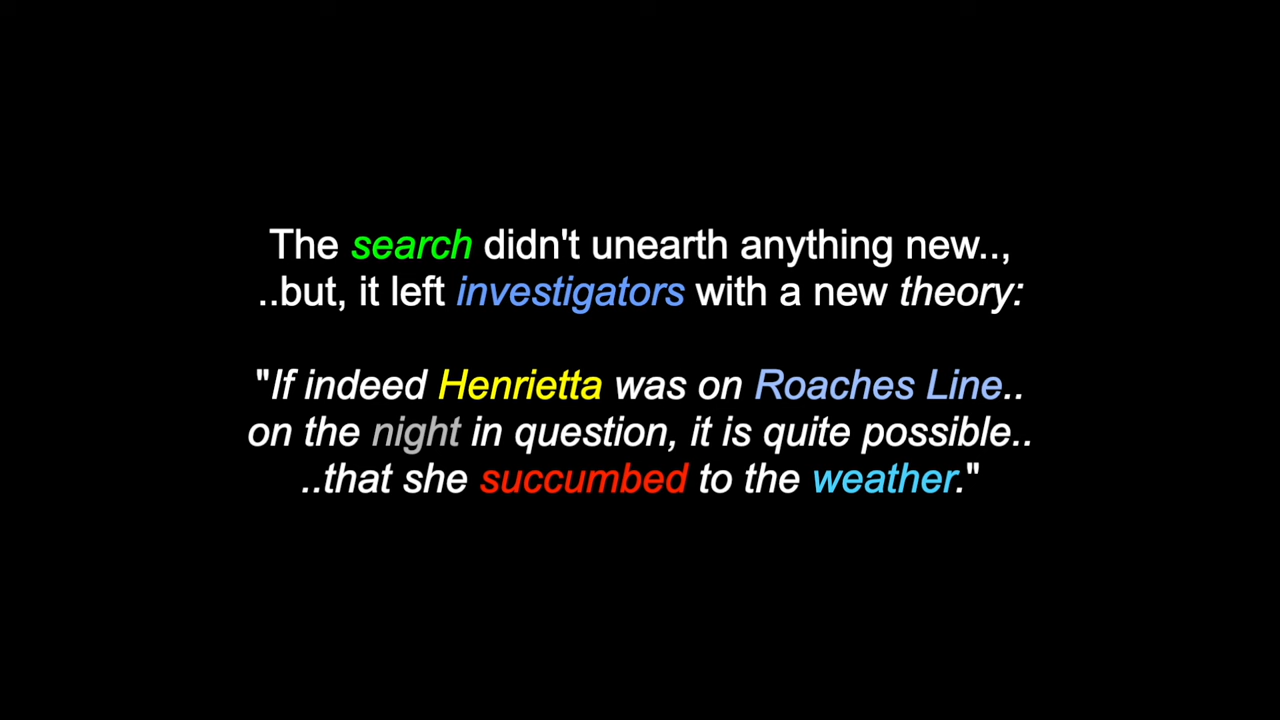 The search didn't unearth anything new..,
..but, it left investigators with a new theory:
"If indeed Henrietta was on Roaches Line..
on the night in question, it is quite possible..
..that she succumbed to the weather."